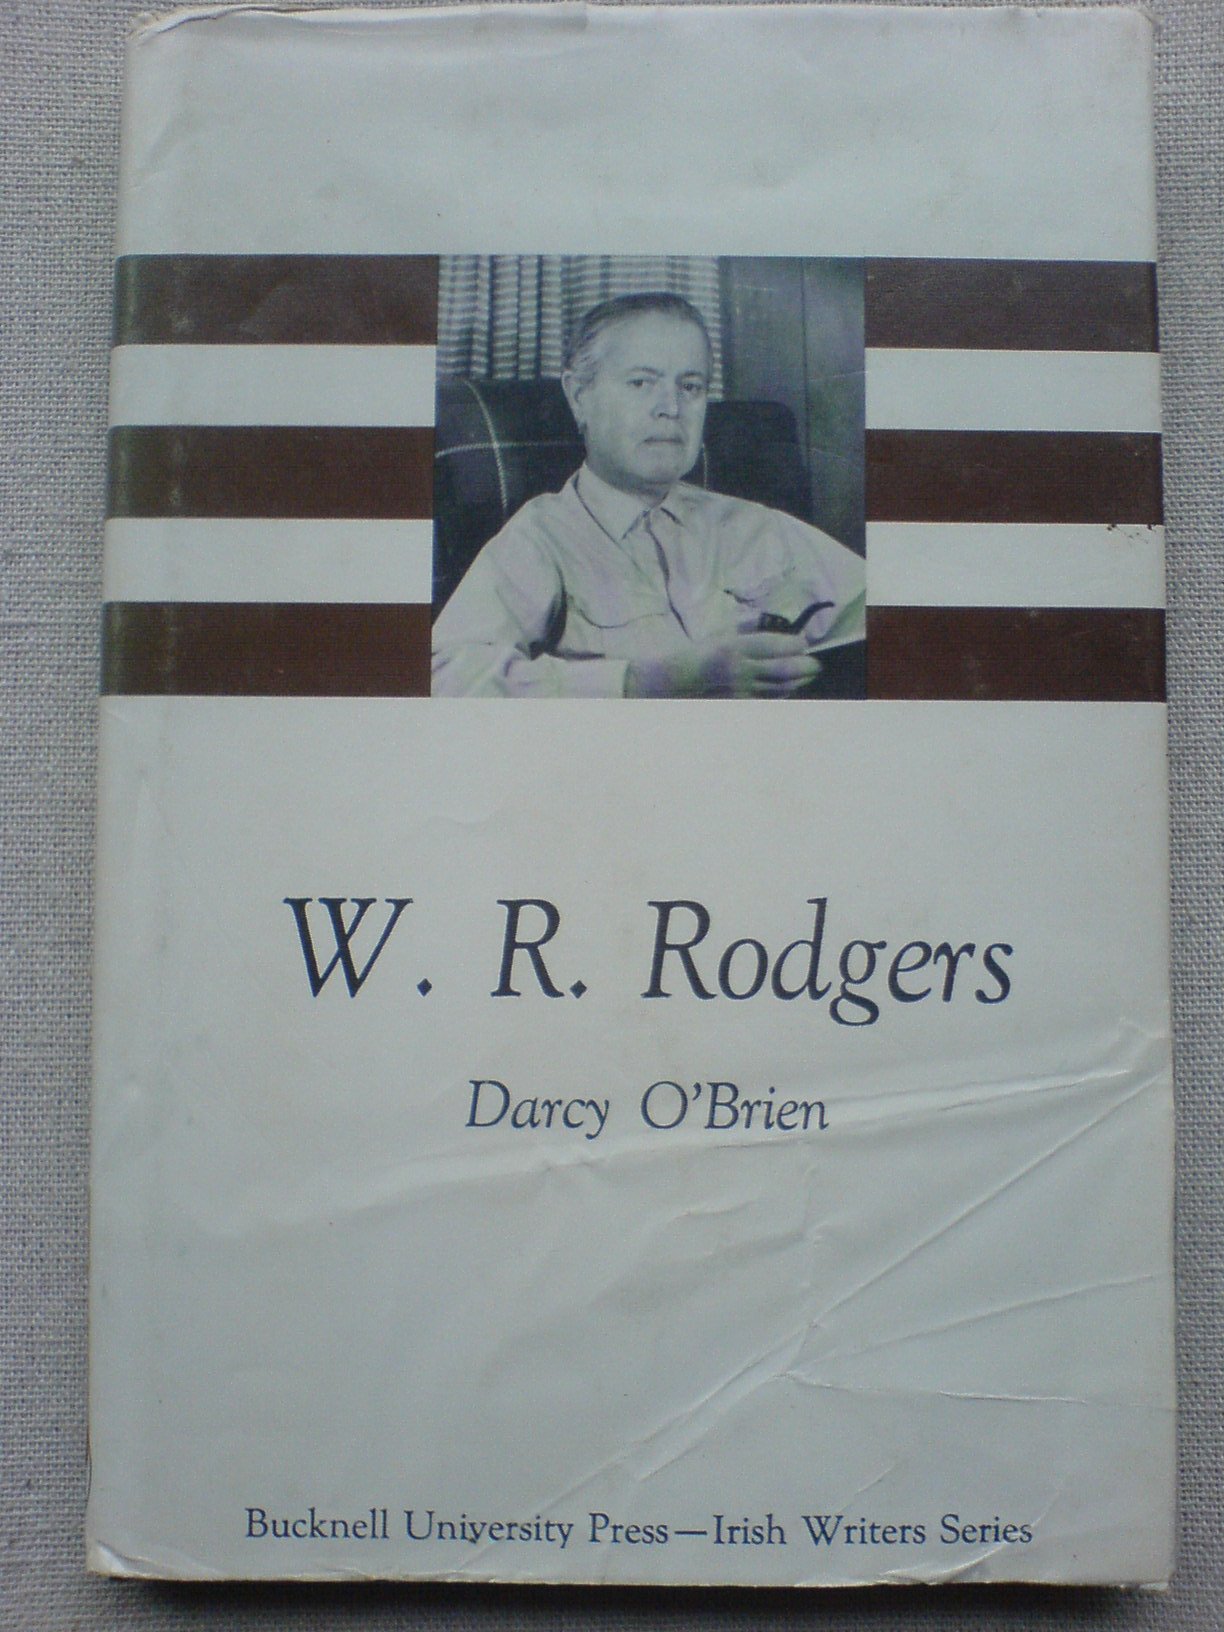 W. R. Rodgers
Darcy O'Brien
Bucknell University Press—Irish Writers Series